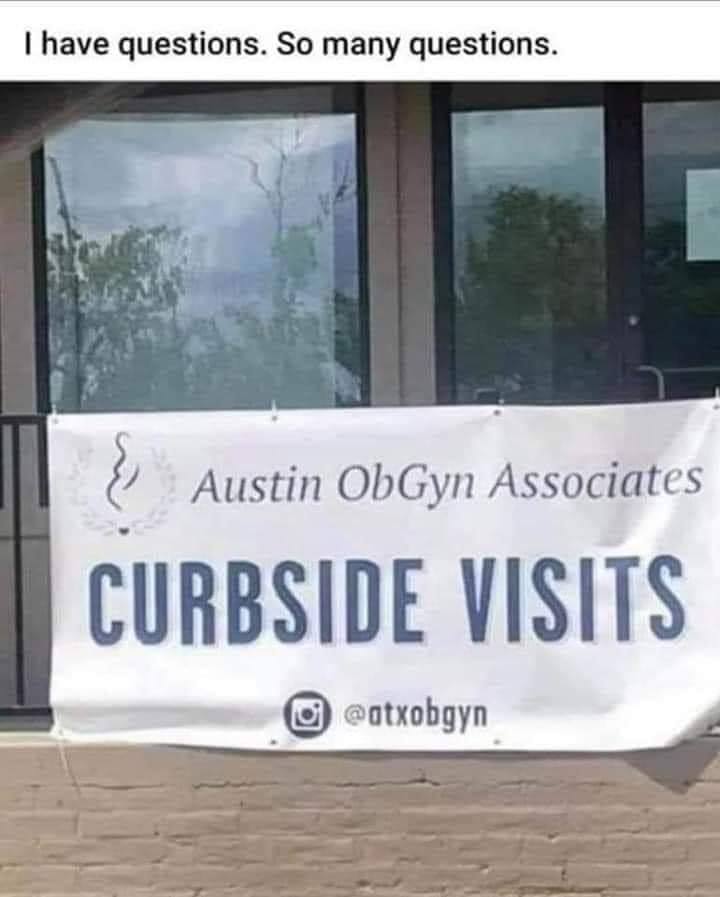 I have questions. So many questions.
Austin ObGyn Associates
CURBSIDE VISITS
@atxobgyn